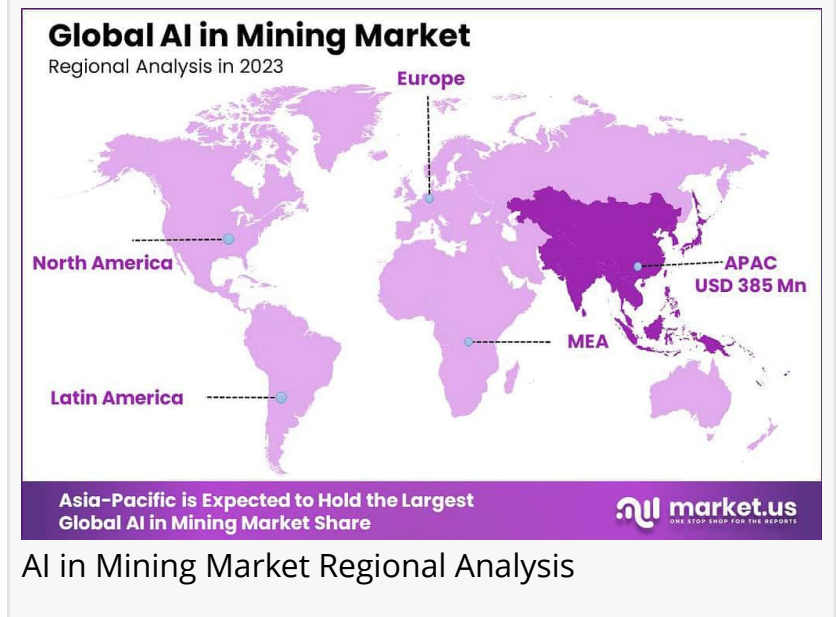 Global AI in Mining Market
Regional Analysis in 2023
Europe
North America
APAC
USD 385 Mn
MEA
Latin America
Asia-Pacific is Expected to Hold the Largest
Global AI in Mining Market Share
market.us
ONE STOP SHOP FOR THE REPORTS
AI in Mining Market Regional Analysis